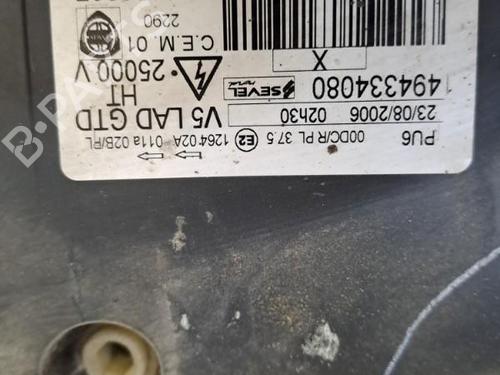 PU6 00DC/R PL 37.5 E2 1264 02A 011a 02B/PL
23/08/2006 02h30 V5 LAD GTD
1494334080 SEVEL HT 25000 V
X C.E.M. 01
2290
B-PARTS